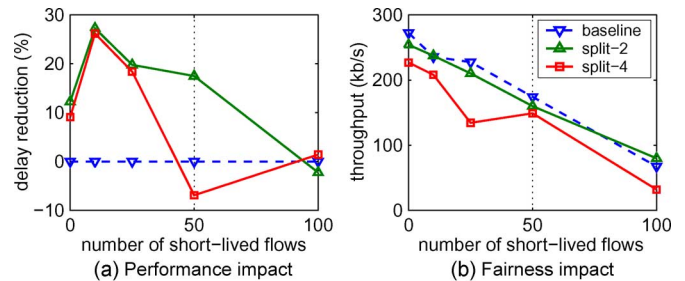 30
20
10
0
−10
delay reduction (%)
0
50
100
number of short−lived flows
(a) Performance impact
300
200
100
0
throughput (kb/s)
baseline
split−2
split−4
0
50
100
number of short−lived flows
(b) Fairness impact